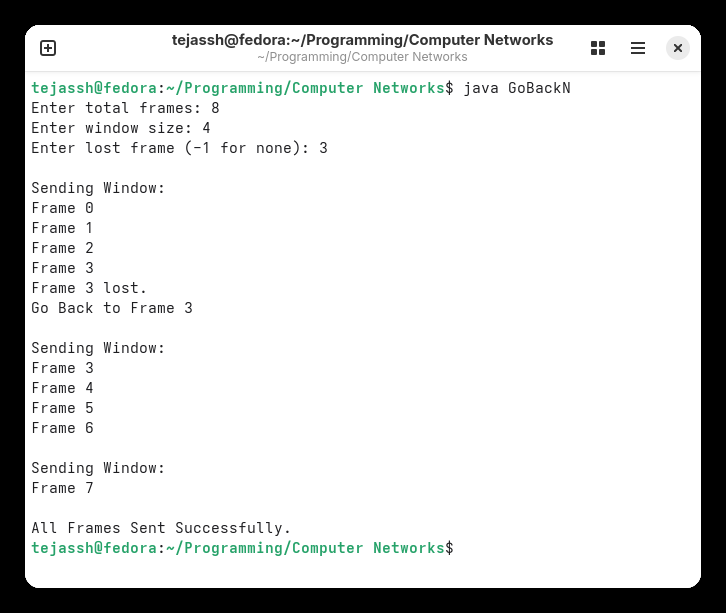 tejassh@fedora:~/Programming/Computer Networks
~/Programming/Computer Networks
tejassh@fedora:~/Programming/Computer Networks$ java GoBackN
Enter total frames: 8
Enter window size: 4
Enter lost frame (-1 for none): 3
Sending Window:
Frame 0
Frame 1
Frame 2
Frame 3
Frame 3 lost.
Go Back to Frame 3
Sending Window:
Frame 3
Frame 4
Frame 5
Frame 6
Sending Window:
Frame 7
All Frames Sent Successfully.
tejassh@fedora:~/Programming/Computer Networks$